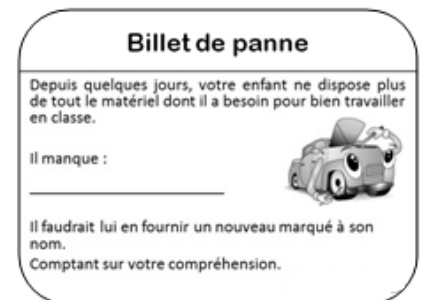 Billet de panne
Depuis quelques jours, votre enfant ne dispose plus
de tout le matériel dont il a besoin pour bien travailler
en classe.
Il manque :
Il faudrait lui en fournir un nouveau marqué à son
nom.
Comptant sur votre compréhension.